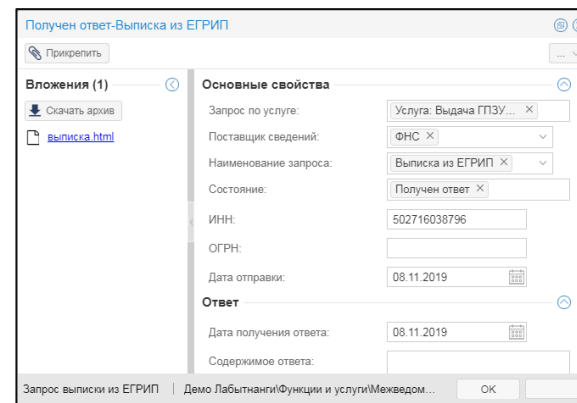 Получен ответ-Выписка из ЕГРИП
Прикрепить
...
Вложения (1)
Скачать архив
выписка.html
Основные свойства
Запрос по услуге: Услуга: Выдача ГПЗУ... ×
Поставщик сведений: ФНС ×
Наименование запроса: Выписка из ЕГРИП ×
Состояние: Получен ответ ×
ИНН: 502716038796
ОГРН:
Дата отправки: 08.11.2019
Ответ
Дата получения ответа: 08.11.2019
Содержимое ответа:
Запрос выписки из ЕГРИП | Демо Лабытнанги\Функции и услуги\Межведом... OK